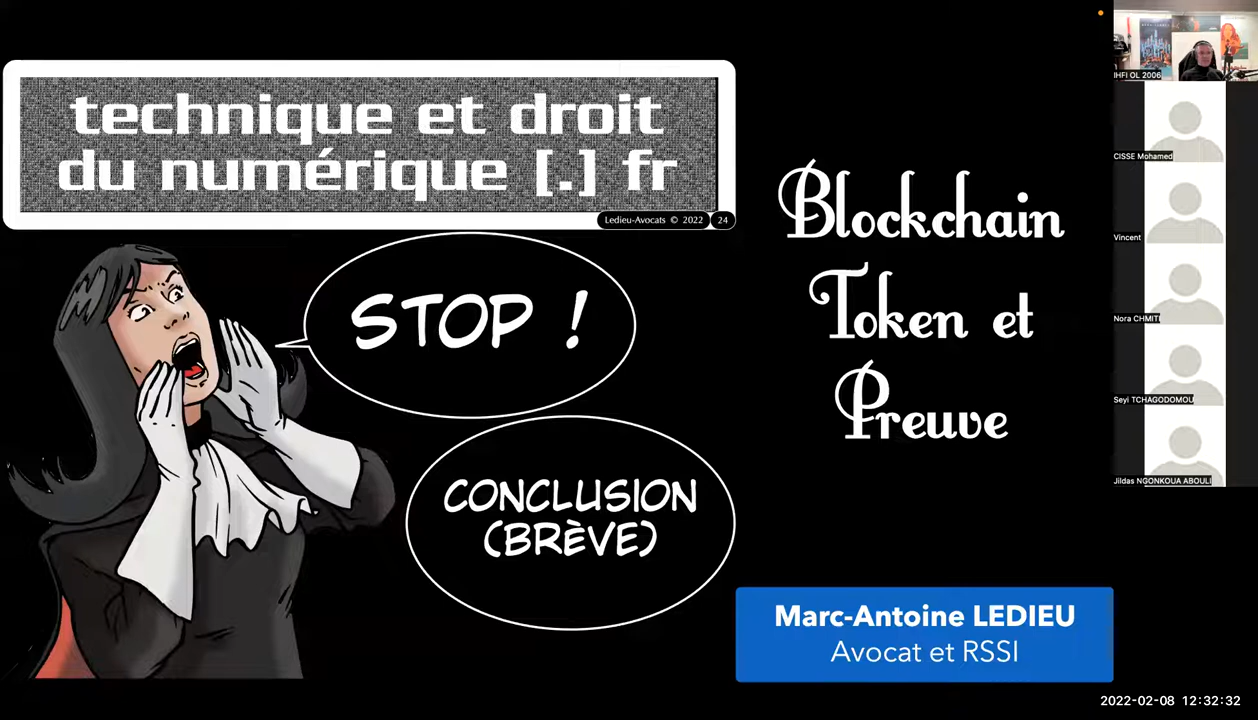 technique et droit
du numérique [.] fr
Ledieu-Avocats © 2022 24
STOP !
CONCLUSION
(BRÈVE)
Blockchain
Token et
Preuve
Marc-Antoine LEDIEU
Avocat et RSSI
IHFI OL 2006
CISSE Mohamed
Vincent
Nora CHMITI
Seyi TCHAGODOMOU
Jildas NGONKOUA ABOULI
2022-02-08 12:32:32